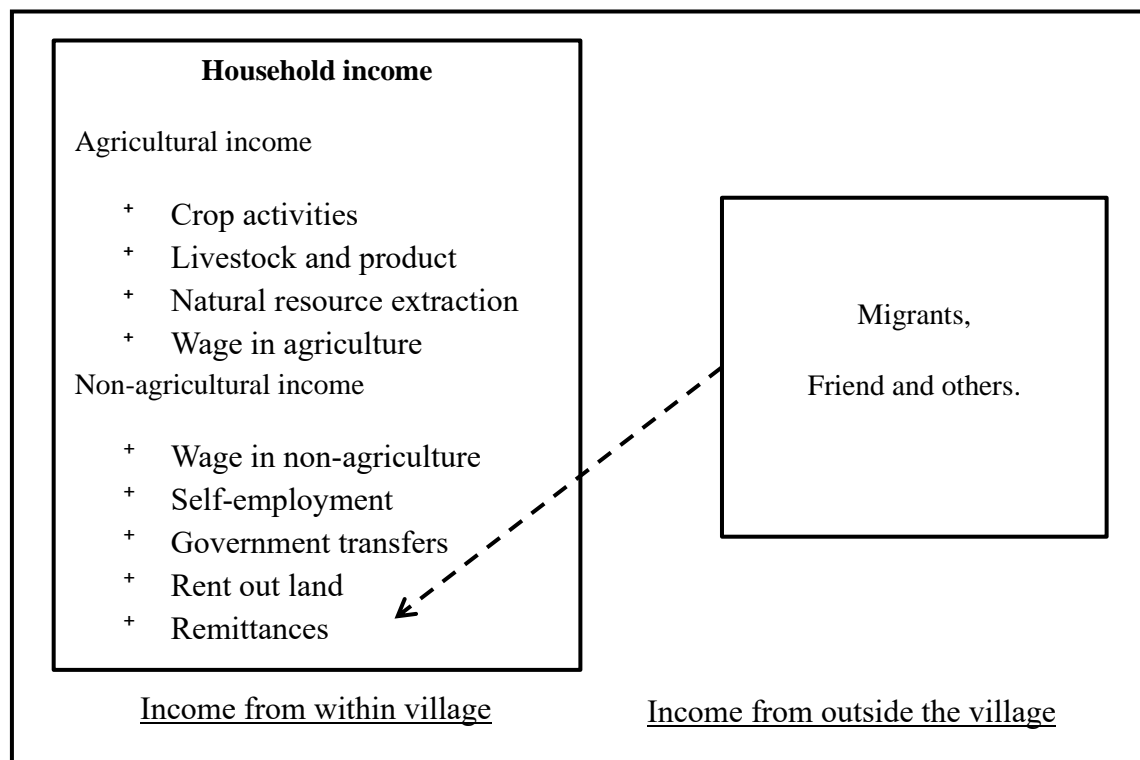 Household income
Agricultural income
+ Crop activities
+ Livestock and product
+ Natural resource extraction
+ Wage in agriculture
Non-agricultural income
+ Wage in non-agriculture
+ Self-employment
+ Government transfers
+ Rent out land
+ Remittances
Income from within village
Migrants,
Friend and others.
Income from outside the village